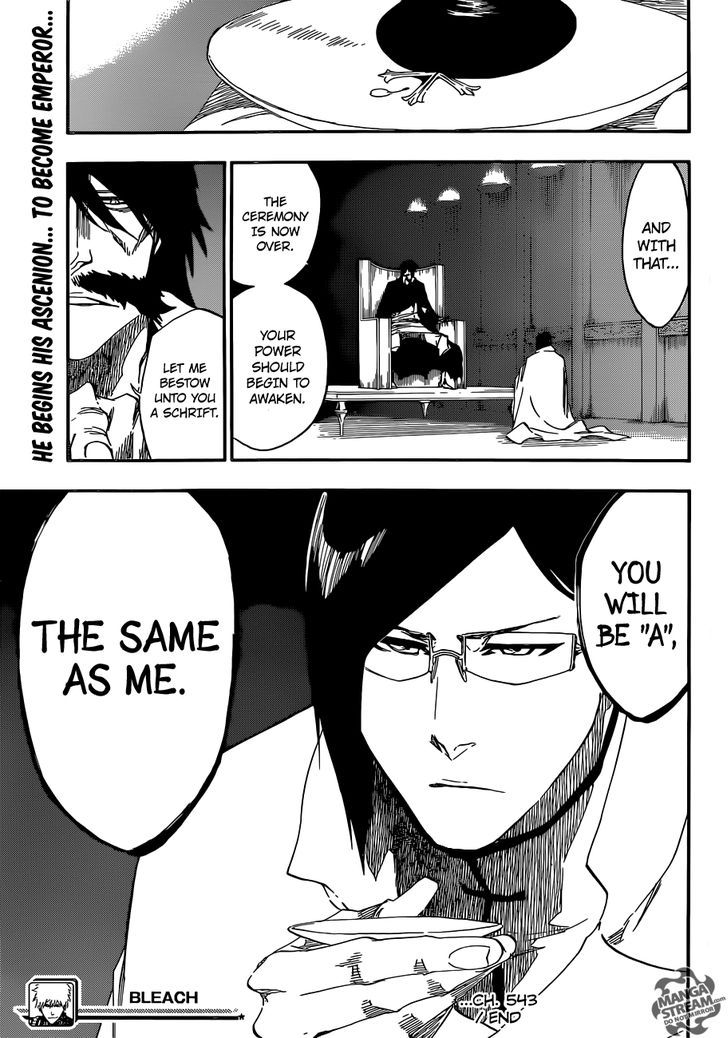 HE BEGINS HIS ASCENION... TO BECOME EMPEROR...
AND
WITH
THAT...
THE
CEREMONY
IS NOW
OVER.
YOUR
POWER
SHOULD
BEGIN TO
AWAKEN.
LET ME
BESTOW
UNTO YOU
A SCHRIFT.
YOU
WILL
BE "A",
THE SAME
AS ME.
BLEACH
...CH. 543
/ END
MANGA
STREAM.com
DO NOT MIRROR!